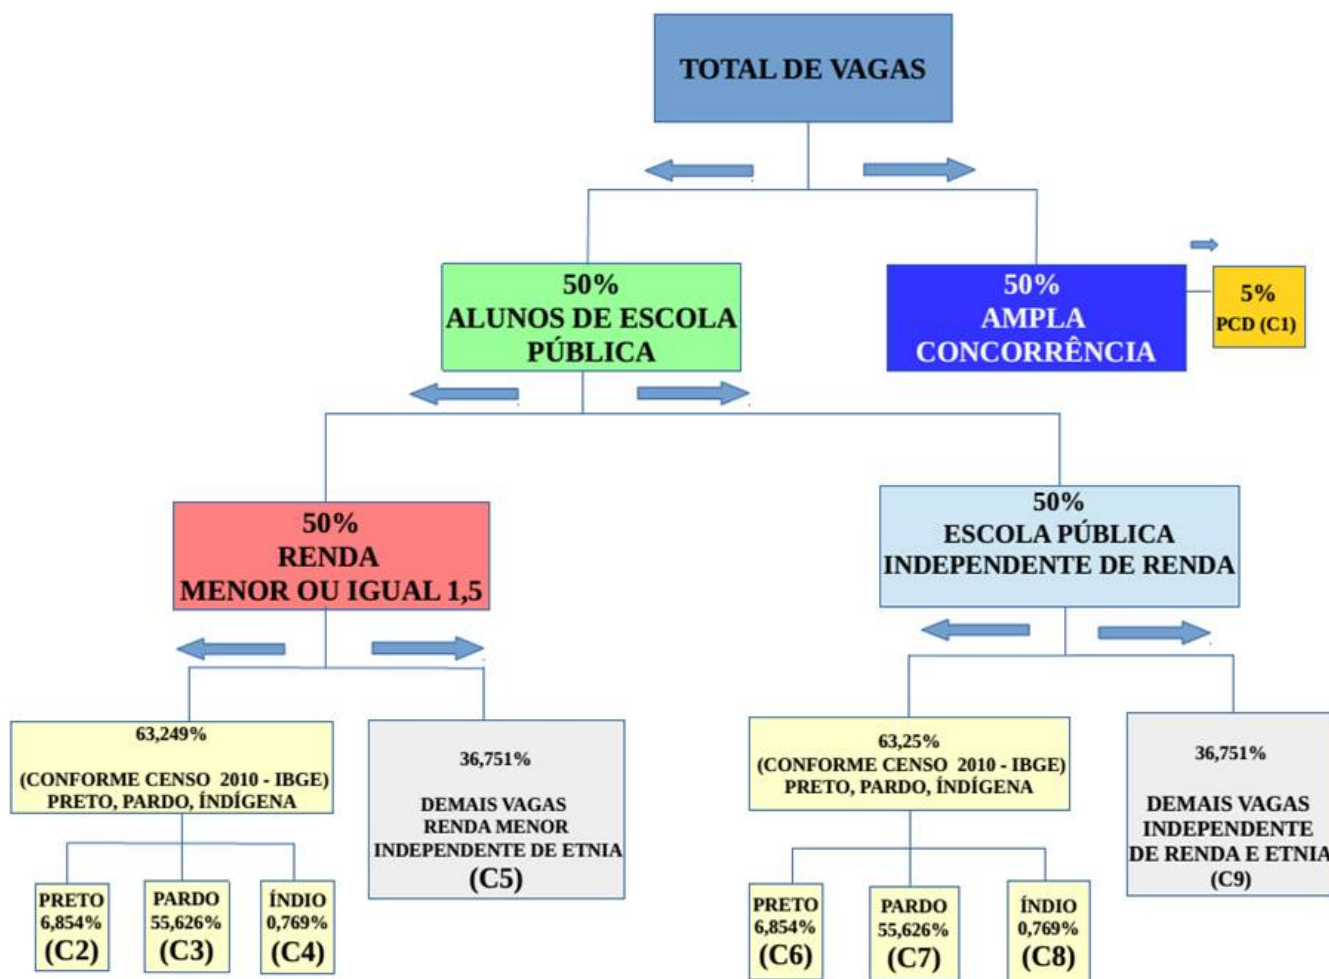 TOTAL DE VAGAS
50%
ALUNOS DE ESCOLA
PÚBLICA
50%
AMPLA
CONCORRÊNCIA
5%
PCD (C1)
50%
RENDA
MENOR OU IGUAL 1,5
50%
ESCOLA PÚBLICA
INDEPENDENTE DE RENDA
63,249%
(CONFORME CENSO 2010 - IBGE)
PRETO, PARDO, ÍNDÍGENA
36,751%
DEMAIS VAGAS
RENDA MENOR
INDEPENDENTE DE ETNIA
(C5)
63,25%
(CONFORME CENSO 2010 - IBGE)
PRETO, PARDO, ÍNDÍGENA
36,751%
DEMAIS VAGAS
INDEPENDENTE
DE RENDA E ETNIA
(C9)
PRETO
6,854%
(C2)
PARDO
55,626%
(C3)
ÍNDIO
0,769%
(C4)
PRETO
6,854%
(C6)
PARDO
55,626%
(C7)
ÍNDIO
0,769%
(C8)